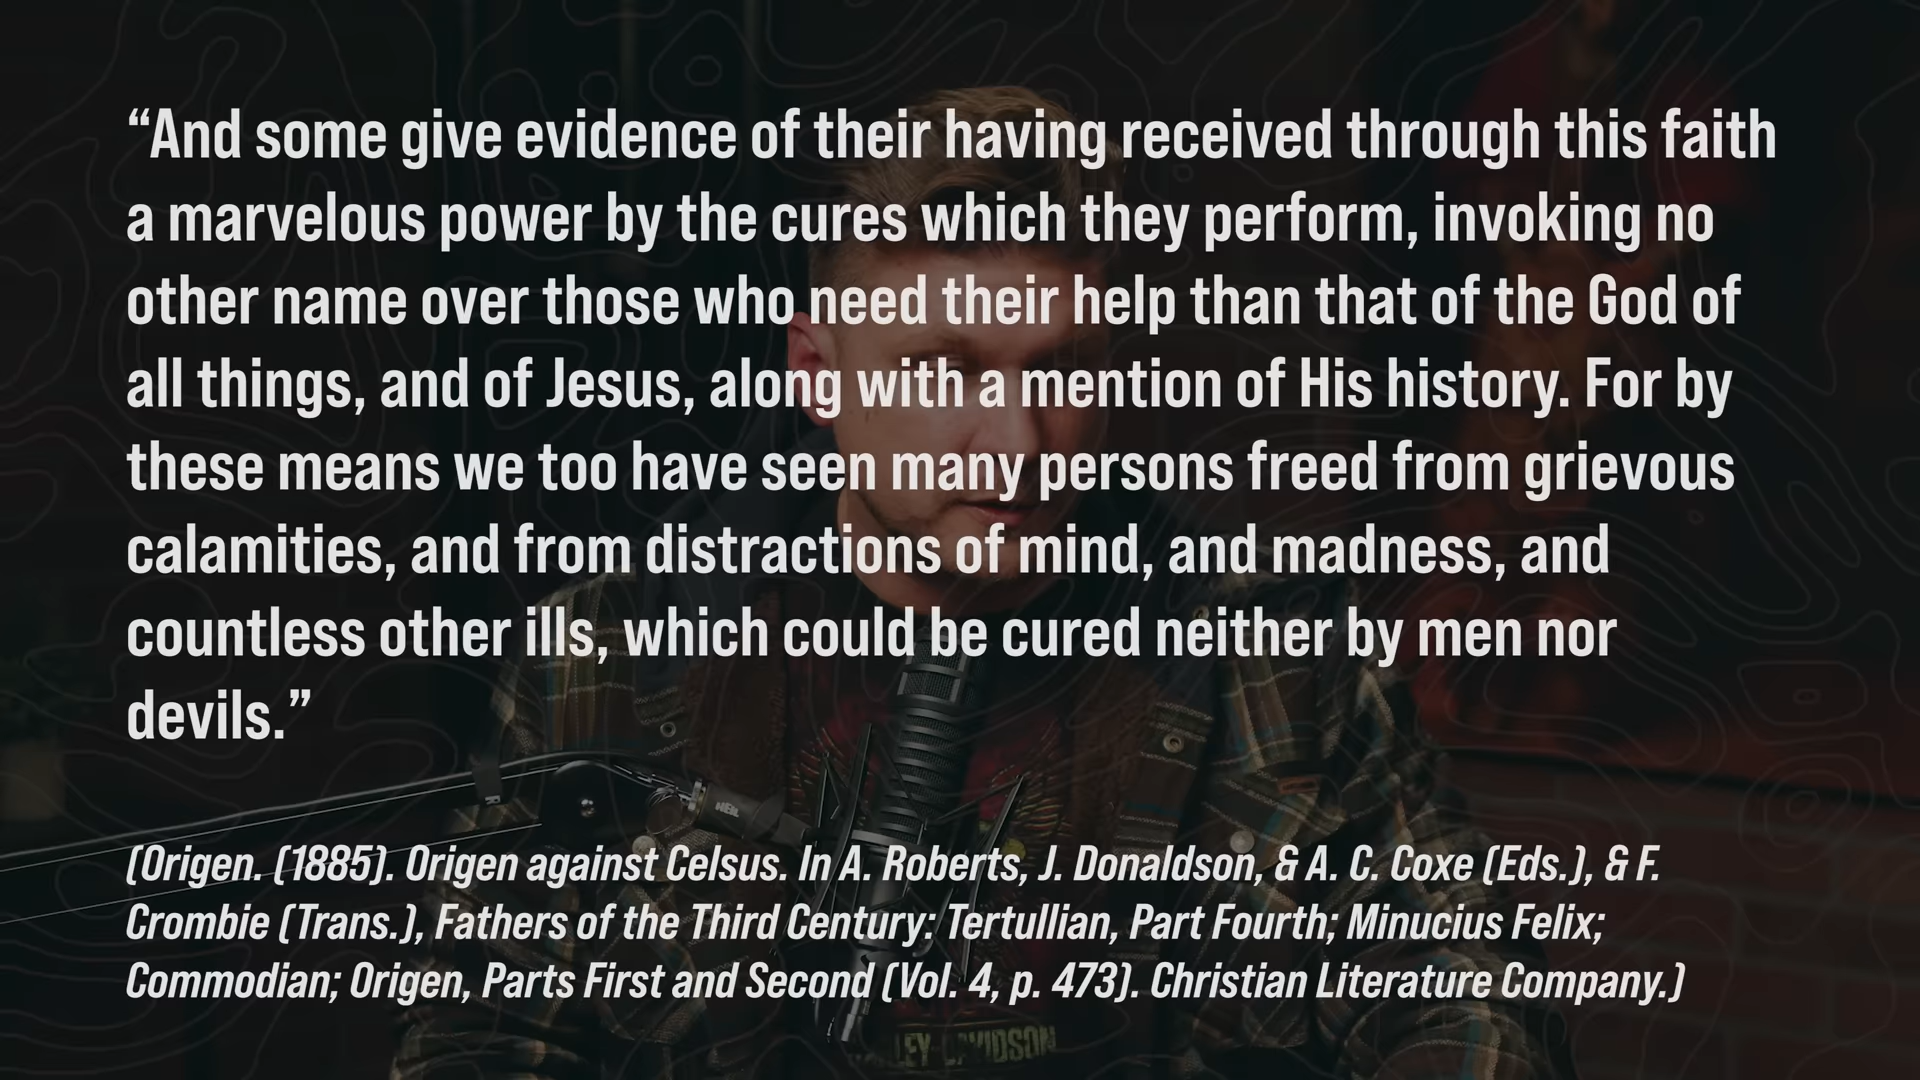 “And some give evidence of their having received through this faith
a marvelous power by the cures which they perform, invoking no
other name over those who need their help than that of the God of
all things, and of Jesus, along with a mention of His history. For by
these means we too have seen many persons freed from grievous
calamities, and from distractions of mind, and madness, and
countless other ills, which could be cured neither by men nor
devils.”
HEIL
(Origen. (1885). Origen against Celsus. In A. Roberts, J. Donaldson, & A. C. Coxe (Eds.), & F.
Crombie (Trans.), Fathers of the Third Century: Tertullian, Part Fourth; Minucius Felix;
Commodian; Origen, Parts First and Second (Vol. 4, p. 473). Christian Literature Company.)
LEY DAVIDSON